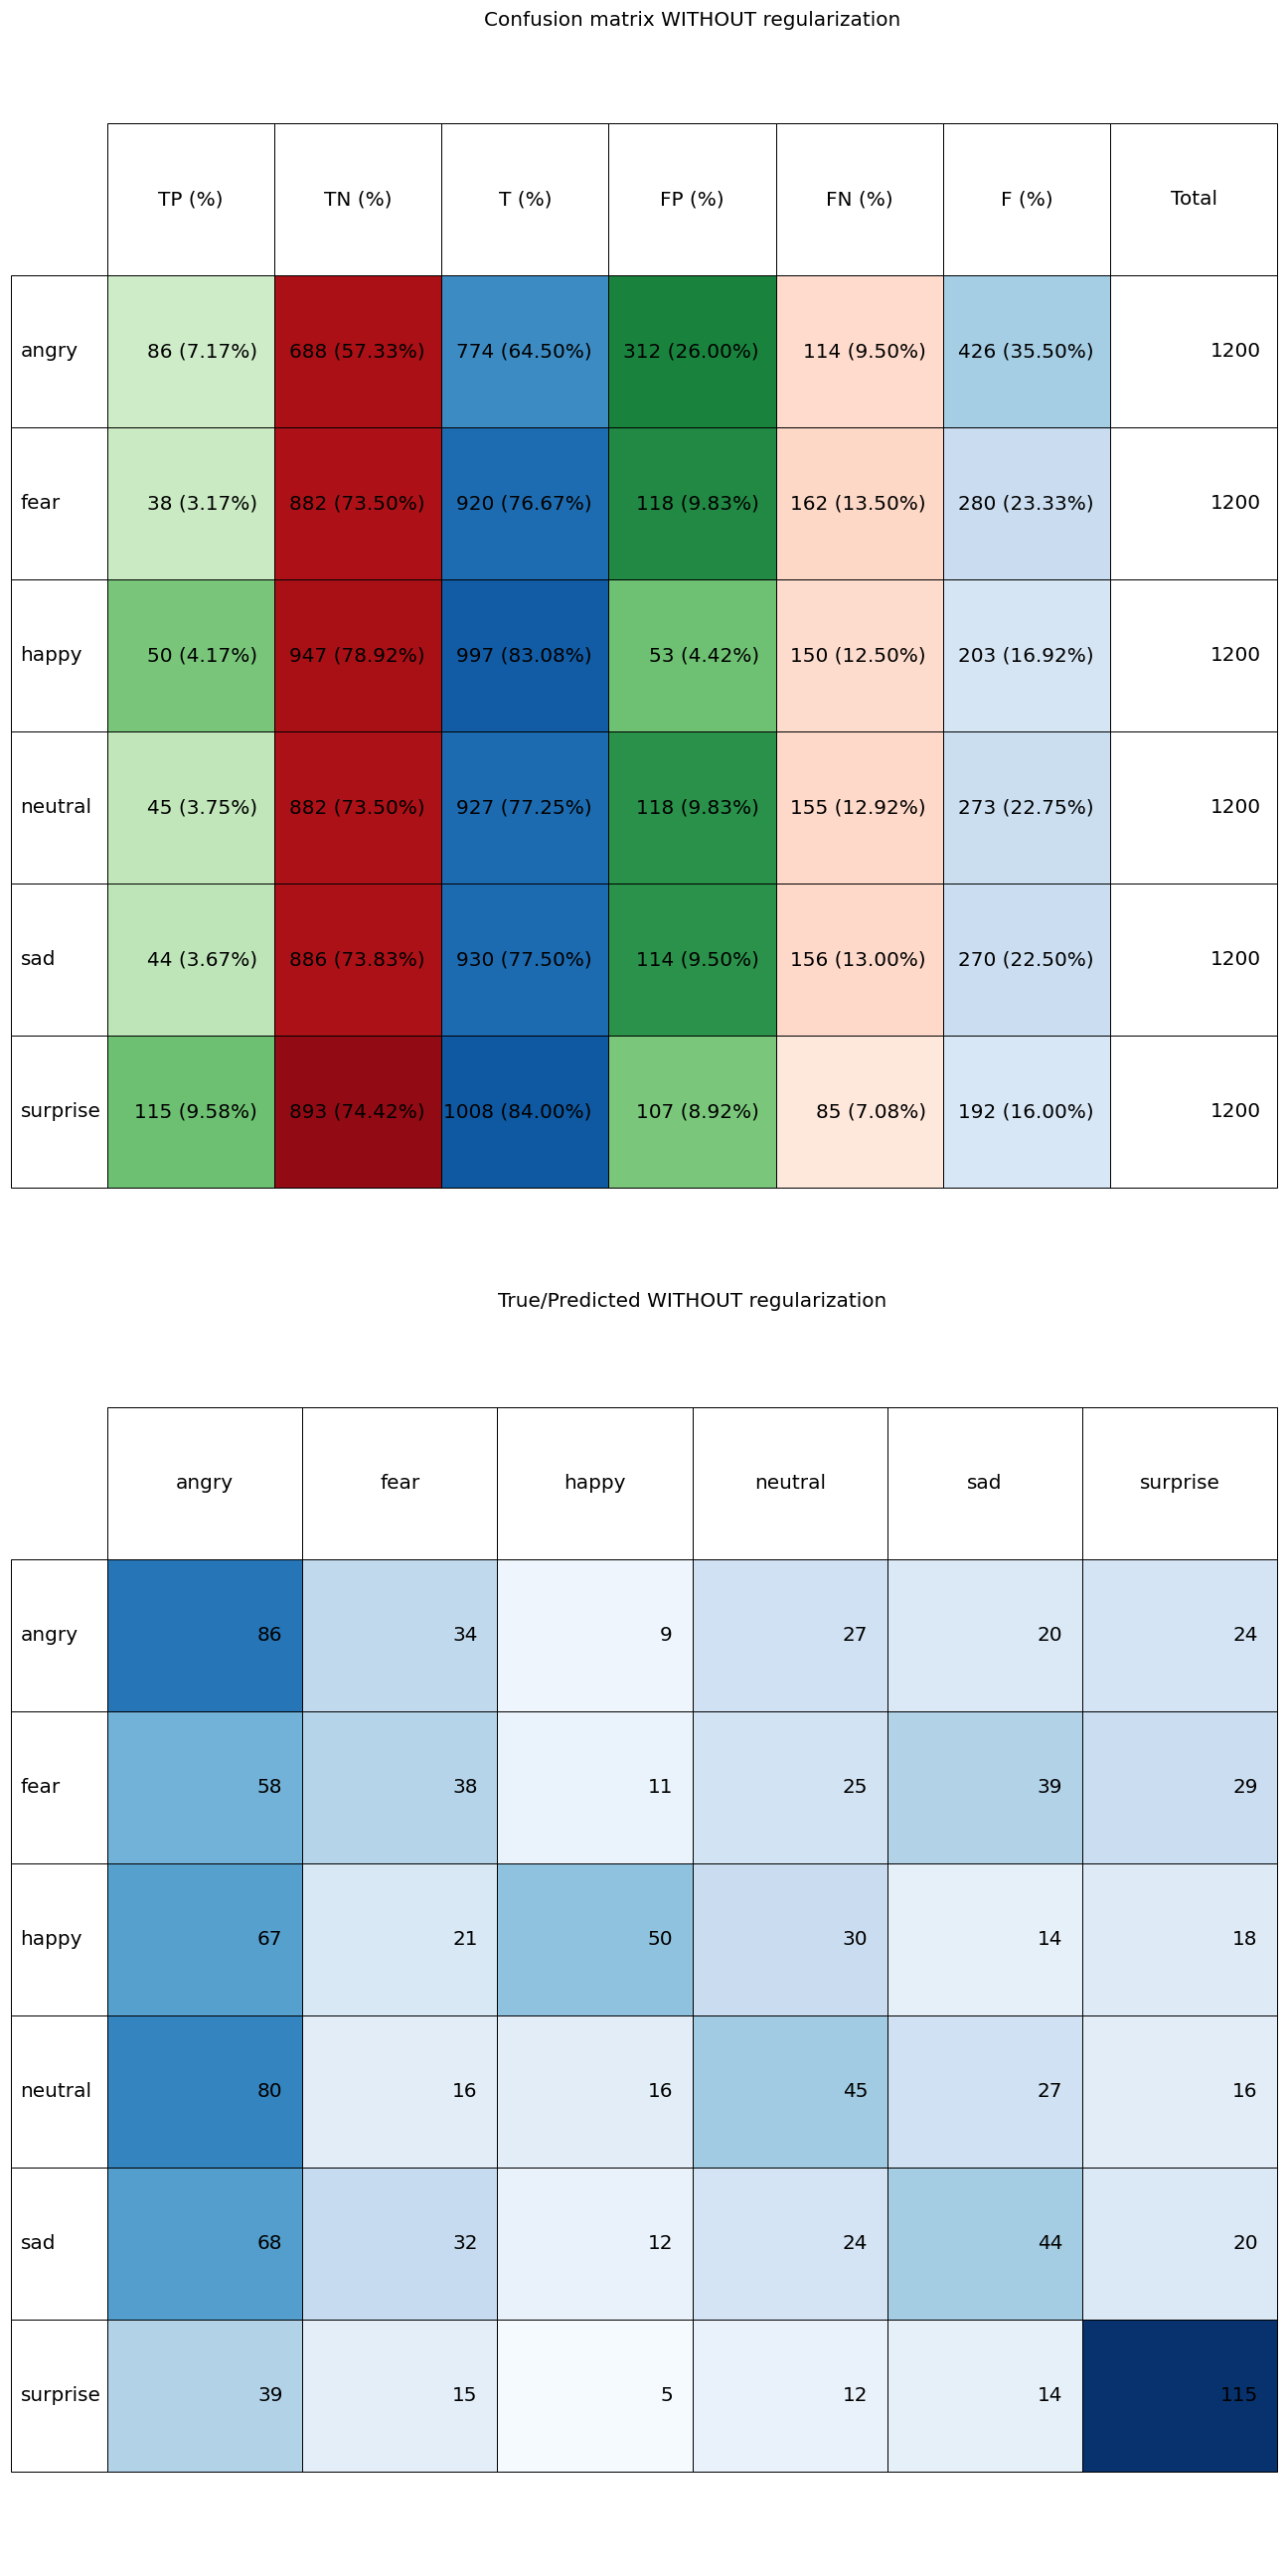 Confusion matrix WITHOUT regularization
TP (%) TN (%) T (%) FP (%) FN (%) F (%) Total
angry 86 (7.17%) 688 (57.33%) 774 (64.50%) 312 (26.00%) 114 (9.50%) 426 (35.50%) 1200
fear 38 (3.17%) 882 (73.50%) 920 (76.67%) 118 (9.83%) 162 (13.50%) 280 (23.33%) 1200
happy 50 (4.17%) 947 (78.92%) 997 (83.08%) 53 (4.42%) 150 (12.50%) 203 (16.92%) 1200
neutral 45 (3.75%) 882 (73.50%) 927 (77.25%) 118 (9.83%) 155 (12.92%) 273 (22.75%) 1200
sad 44 (3.67%) 886 (73.83%) 930 (77.50%) 114 (9.50%) 156 (13.00%) 270 (22.50%) 1200
surprise 115 (9.58%) 893 (74.42%) 1008 (84.00%) 107 (8.92%) 85 (7.08%) 192 (16.00%) 1200
True/Predicted WITHOUT regularization
angry fear happy neutral sad surprise
angry 86 34 9 27 20 24
fear 58 38 11 25 39 29
happy 67 21 50 30 14 18
neutral 80 16 16 45 27 16
sad 68 32 12 24 44 20
surprise 39 15 5 12 14 115